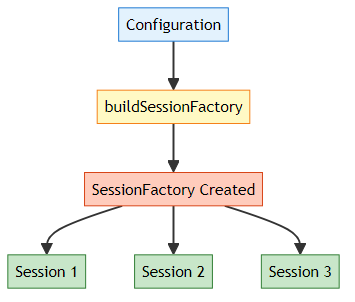 Configuration
buildSessionFactory
SessionFactory Created
Session 1
Session 2
Session 3